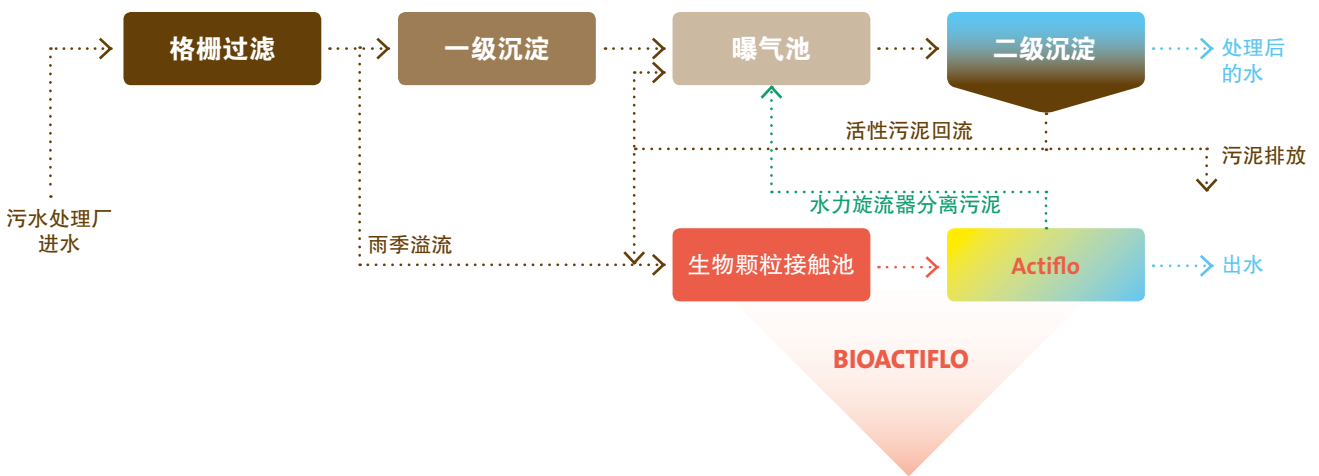 格栅过滤
一级沉淀
曝气池
二级沉淀
处理后
的水
活性污泥回流
污泥排放
水力旋流器分离污泥
污水处理厂
进水
雨季溢流
生物颗粒接触池
Actiflo
出水
BIOACTIFLO